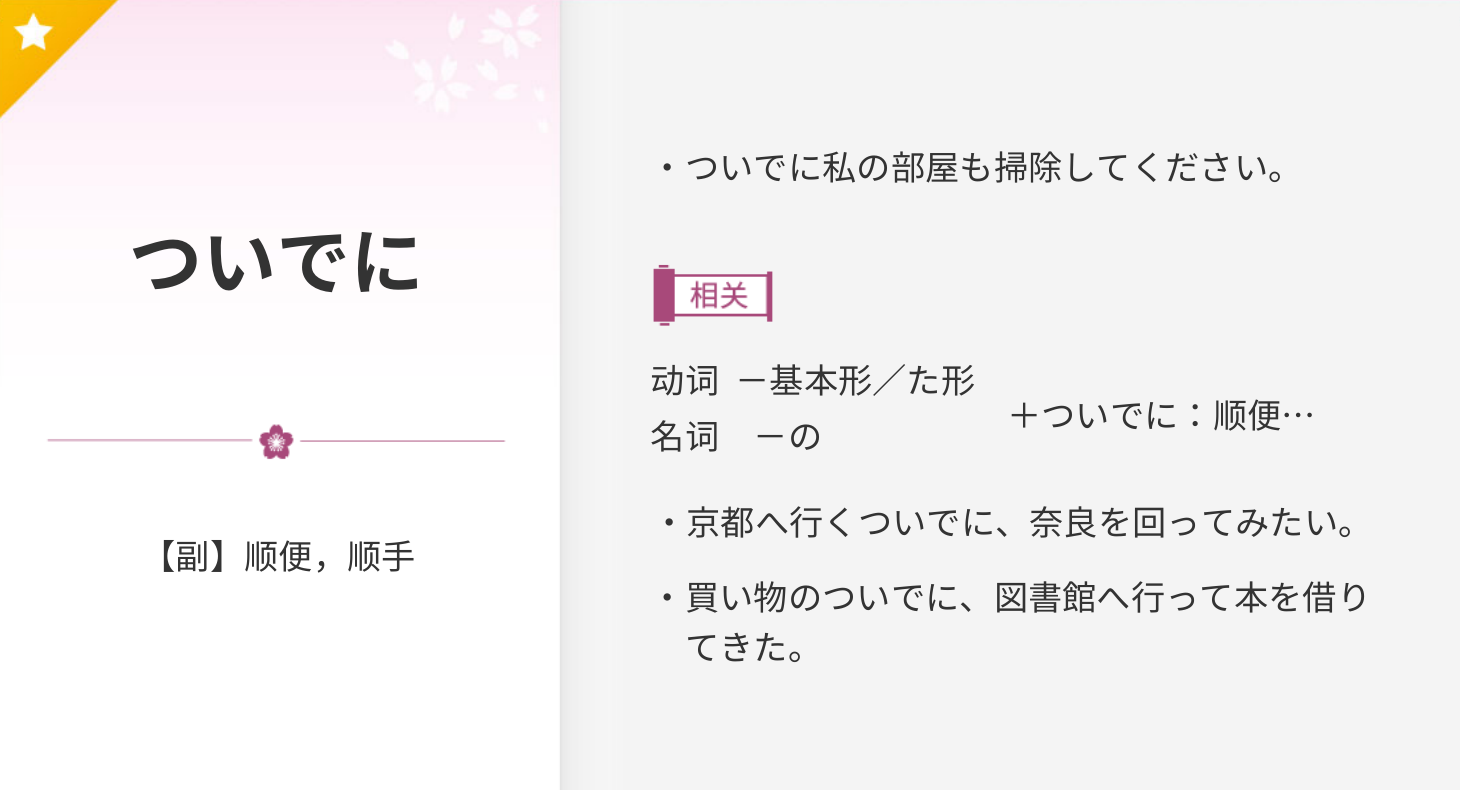 ついでに
【副】顺便，顺手
・ついでに私の部屋も掃除してください。
相关
动词 －基本形／た形
＋ついでに：顺便…
名词 －の
・京都へ行くついでに、奈良を回ってみたい。
・買い物のついでに、図書館へ行って本を借り
てきた。